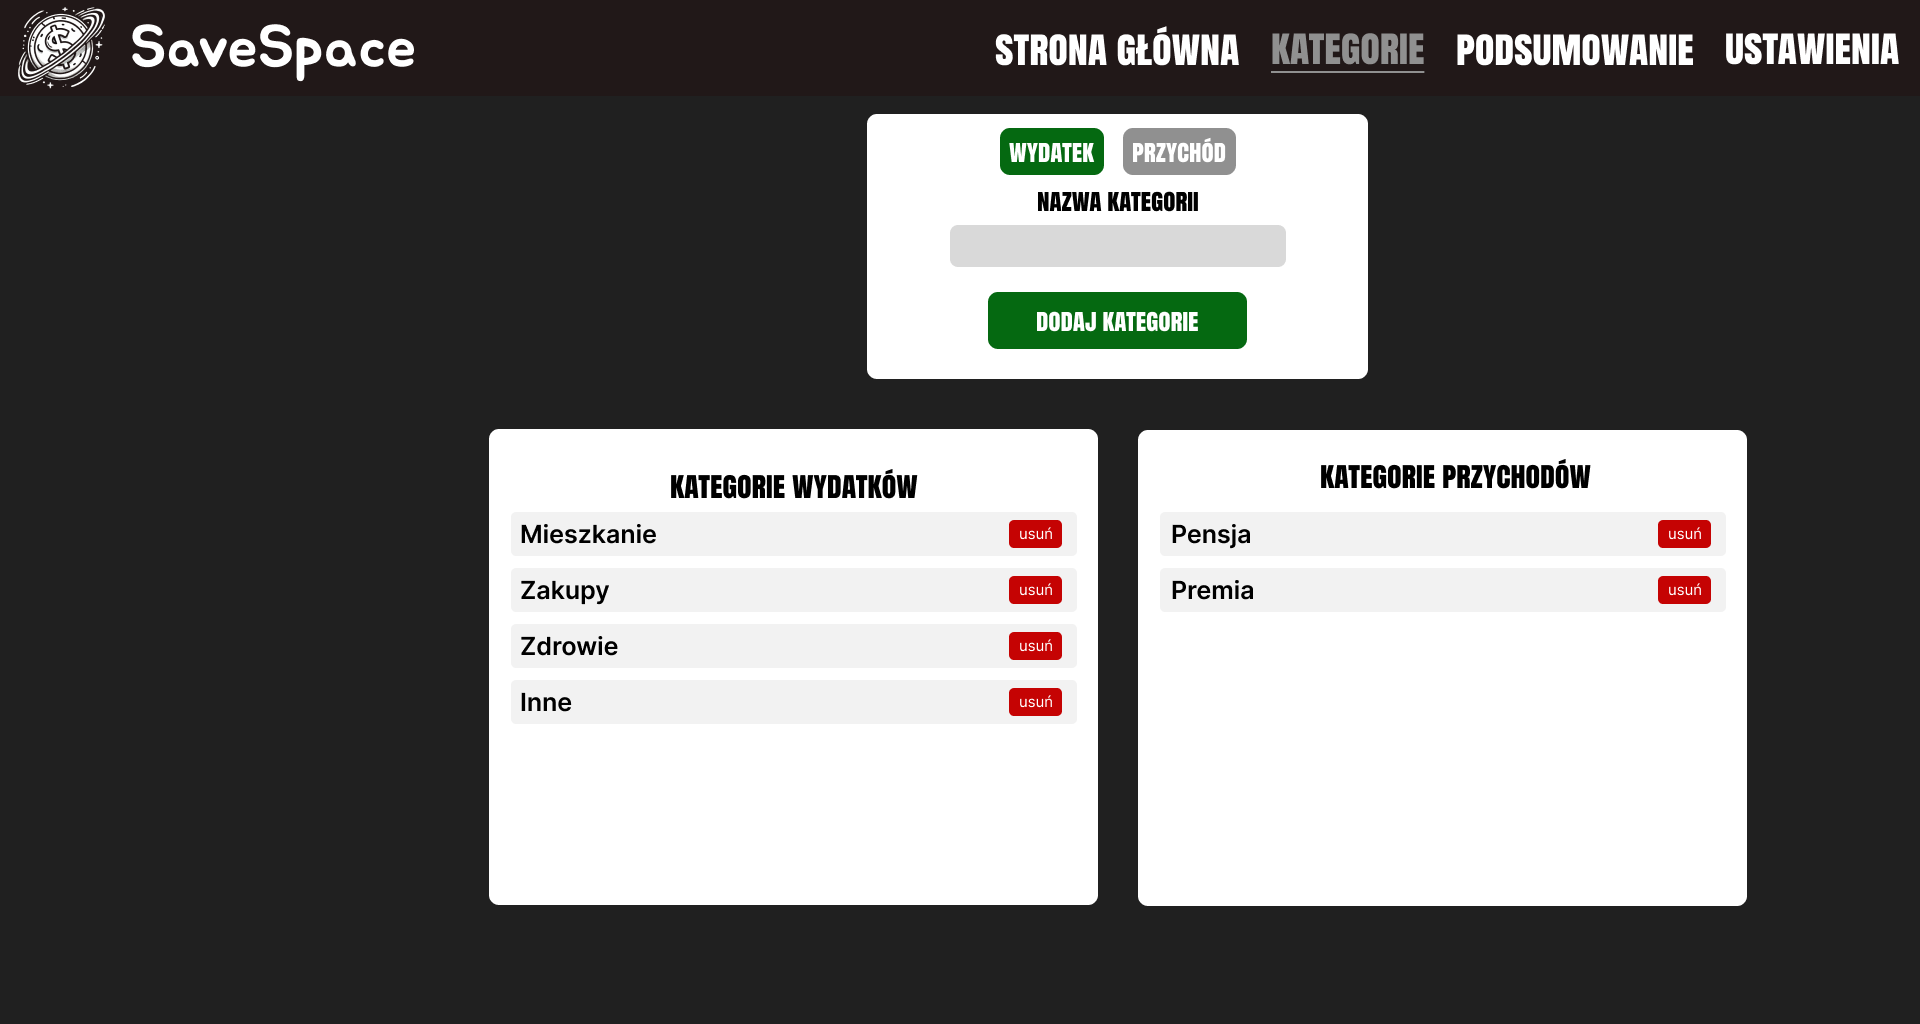 SaveSpace
STRONA GŁÓWNA KATEGORIE PODSUMOWANIE USTAWIENIA
WYDATEK PRZYCHÓD
NAZWA KATEGORII
DODAJ KATEGORIE
KATEGORIE WYDATKÓW
Mieszkanie usuń
Zakupy usuń
Zdrowie usuń
Inne usuń
KATEGORIE PRZYCHODÓW
Pensja usuń
Premia usuń